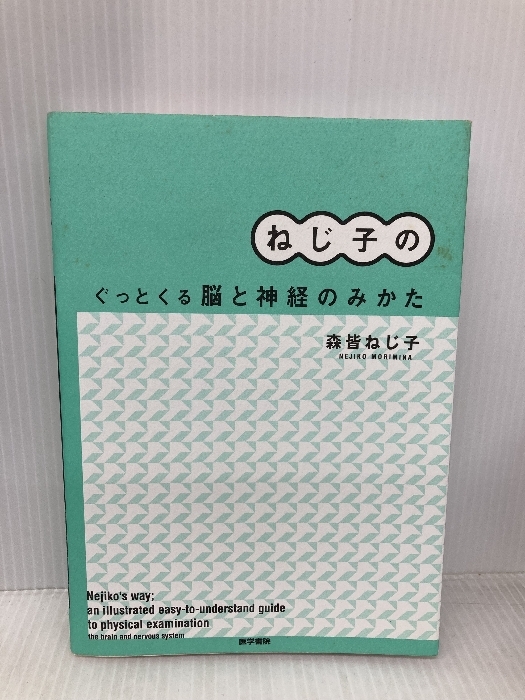 ねじ子の
ぐっとくる脳と神経のみかた
森皆ねじ子
NEJIKO MORIMINA
Nejiko's way;
an illustrated easy-to-understand guide
to physical examination
the brain and nervous system
医学書院